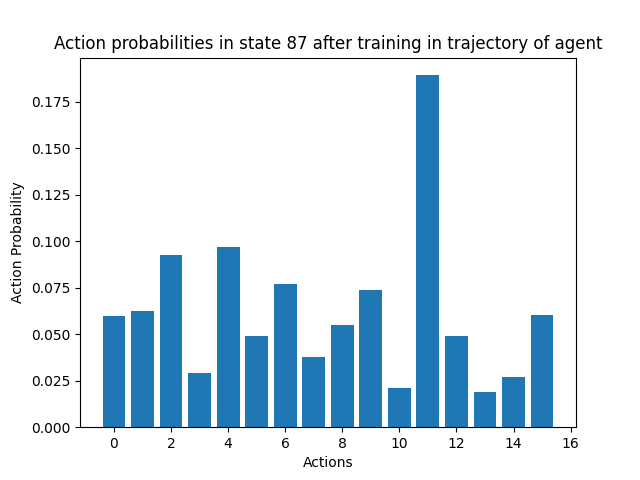 Action probabilities in state 87 after training in trajectory of agent
0.175
0.150
0.125
0.100
0.075
0.050
0.025
0.000
Action Probability
0 2 4 6 8 10 12 14 16
Actions